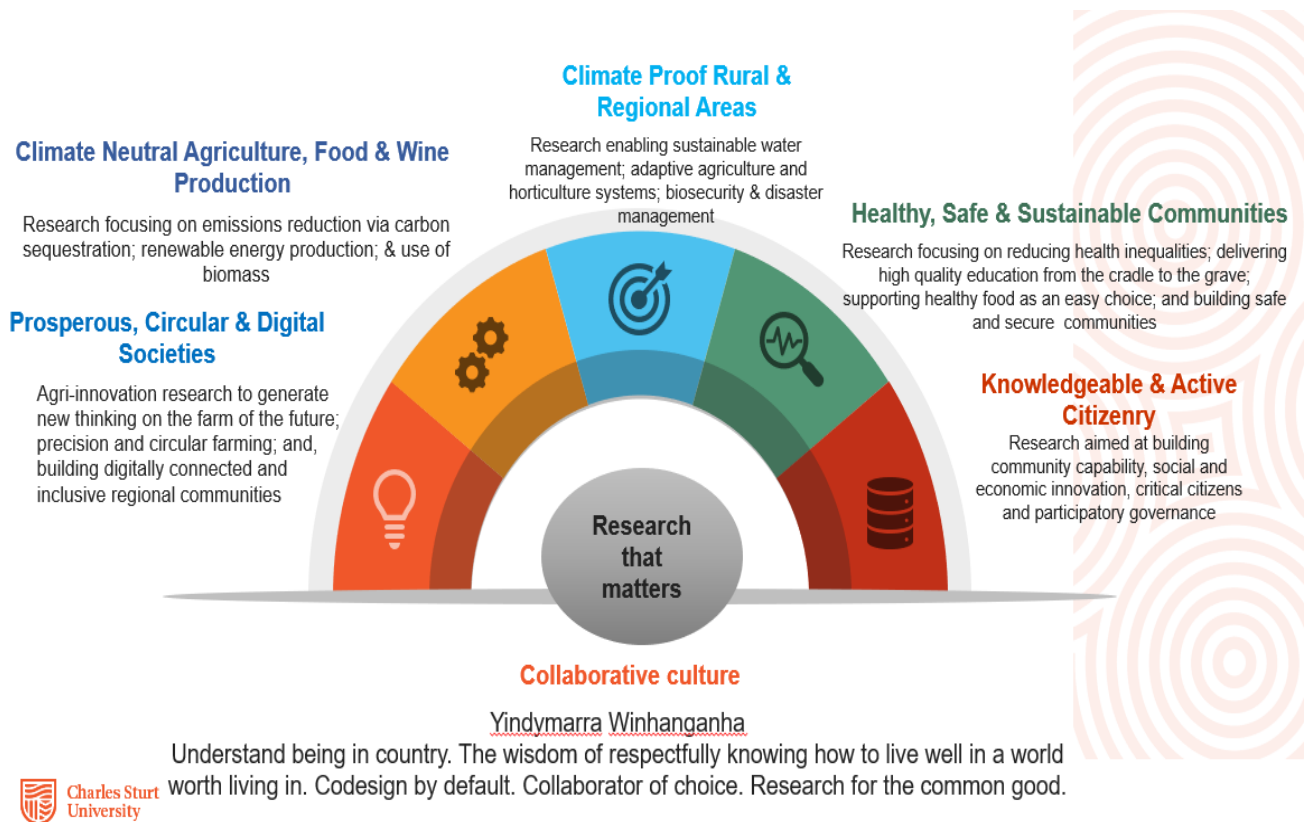 Climate Proof Rural &
Regional Areas
Research enabling sustainable water
management; adaptive agriculture and
horticulture systems; biosecurity & disaster
management
Climate Neutral Agriculture, Food & Wine
Production
Research focusing on emissions reduction via carbon
sequestration; renewable energy production; & use of
biomass
Healthy, Safe & Sustainable Communities
Research focusing on reducing health inequalities; delivering
high quality education from the cradle to the grave;
supporting healthy food as an easy choice; and building safe
and secure communities
Prosperous, Circular & Digital
Societies
Agri-innovation research to generate
new thinking on the farm of the future;
precision and circular farming; and,
building digitally connected and
inclusive regional communities
Knowledgeable & Active
Citizenry
Research aimed at building
community capability, social and
economic innovation, critical citizens
and participatory governance
Research
that
matters
Collaborative culture
Yindymarra Winhanganha
Understand being in country. The wisdom of respectfully knowing how to live well in a world
worth living in. Codesign by default. Collaborator of choice. Research for the common good.
Charles Sturt
University